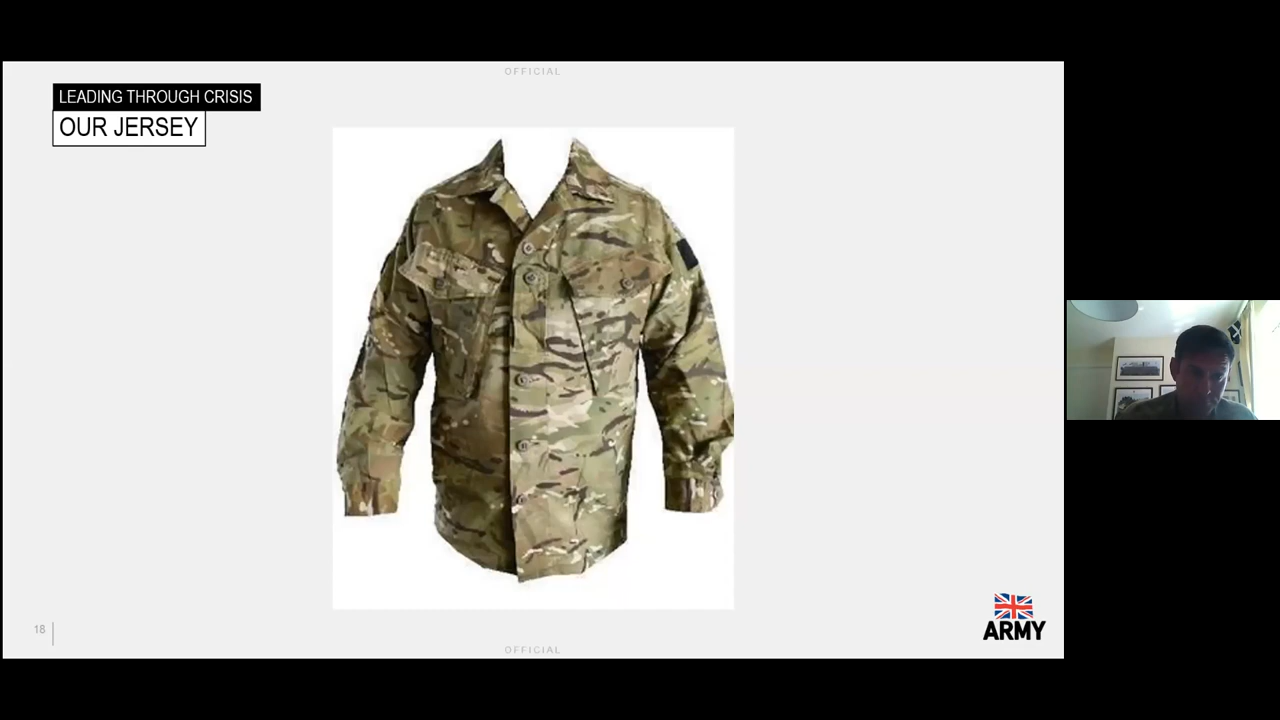 OFFICIAL
LEADING THROUGH CRISIS
OUR JERSEY
18
ARMY
OFFICIAL